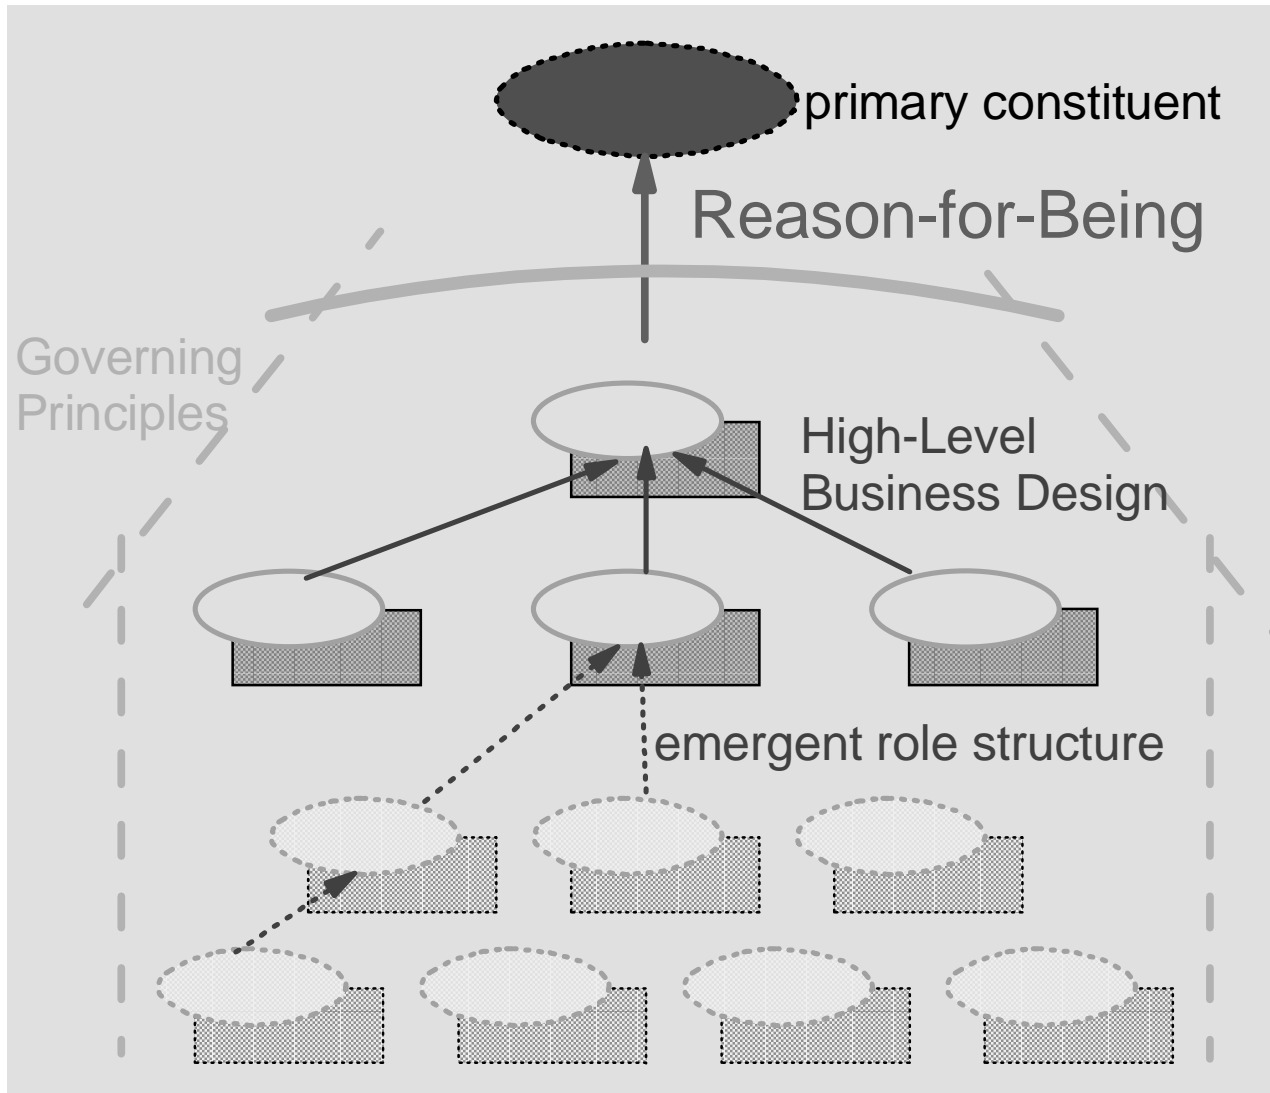 primary constituent
Reason-for-Being
Governing
Principles
High-Level
Business Design
emergent role structure